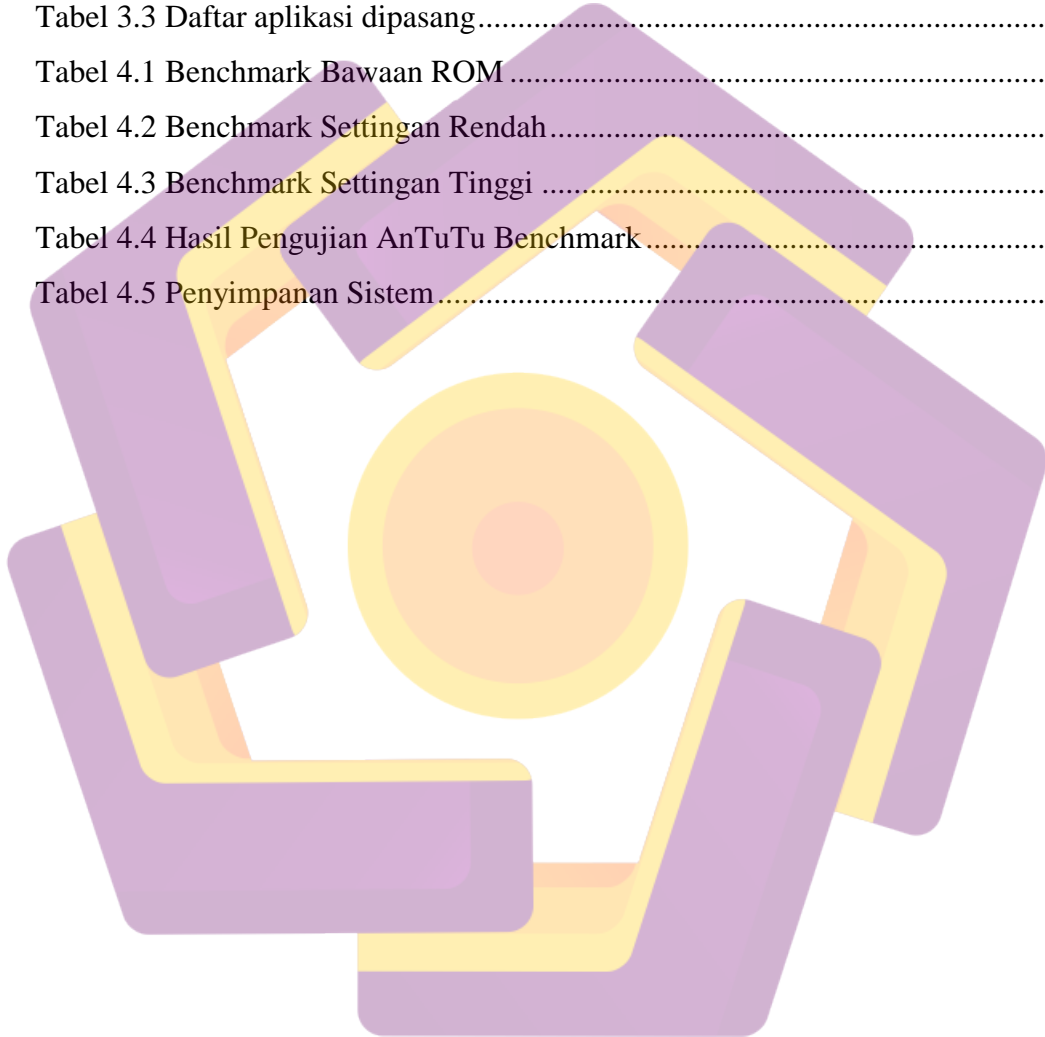 Tabel 3.3 Daftar aplikasi dipasang.......................................................................
Tabel 4.1 Benchmark Bawaan ROM ...................................................................
Tabel 4.2 Benchmark Settingan Rendah..............................................................
Tabel 4.3 Benchmark Settingan Tinggi ...............................................................
Tabel 4.4 Hasil Pengujian AnTuTu Benchmark..................................................
Tabel 4.5 Penyimpanan Sistem ............................................................................